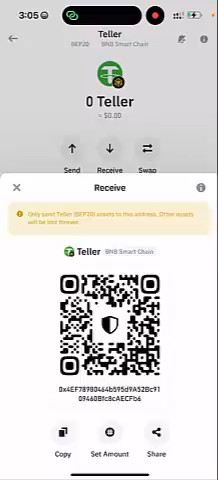 3:05
Teller
BEP20 BNB Smart Chain
0 Teller
≈ $0.00
Send Receive Swap
Receive
Only send Teller (BEP20) assets to this address. Other assets
will be lost forever.
Teller BNB Smart Chain
0x4EF78980464b595d9A52Bc91
09460Bfc8cAECFb6
Copy Set Amount Share